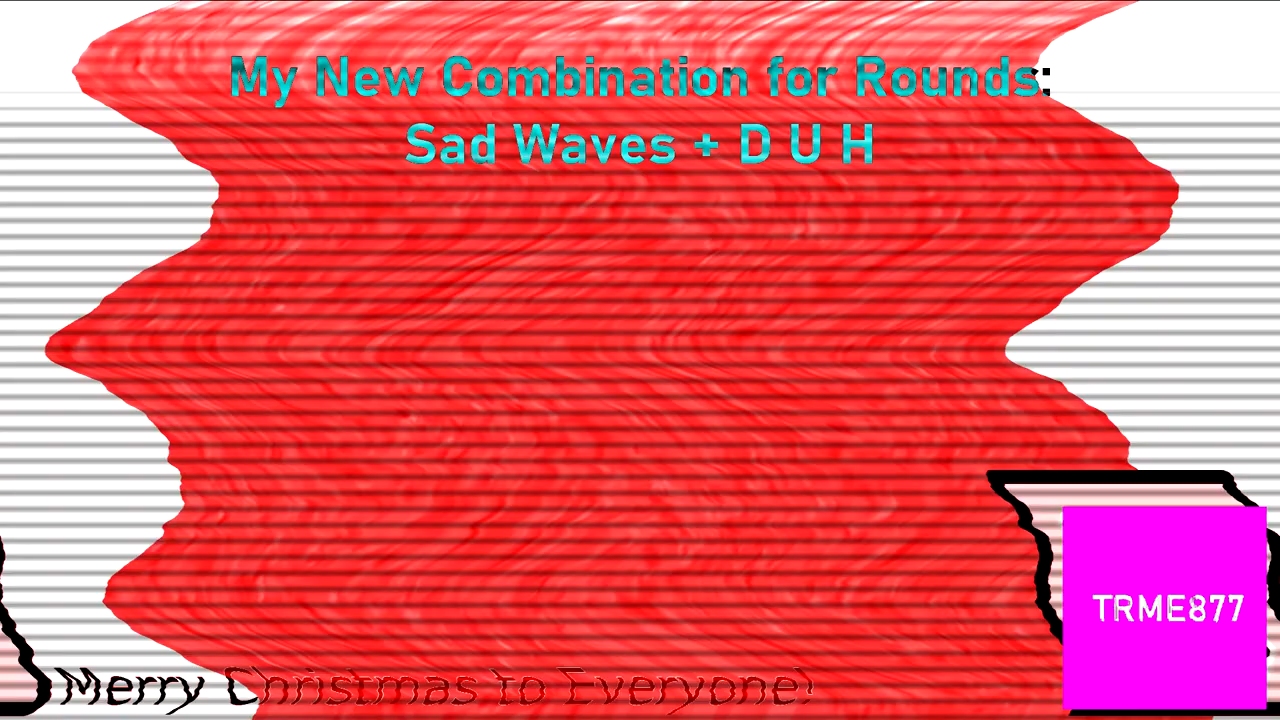 My New Combination for Rounds:
Sad Waves + D U H
TRME877
Merry Christmas to Everyone!